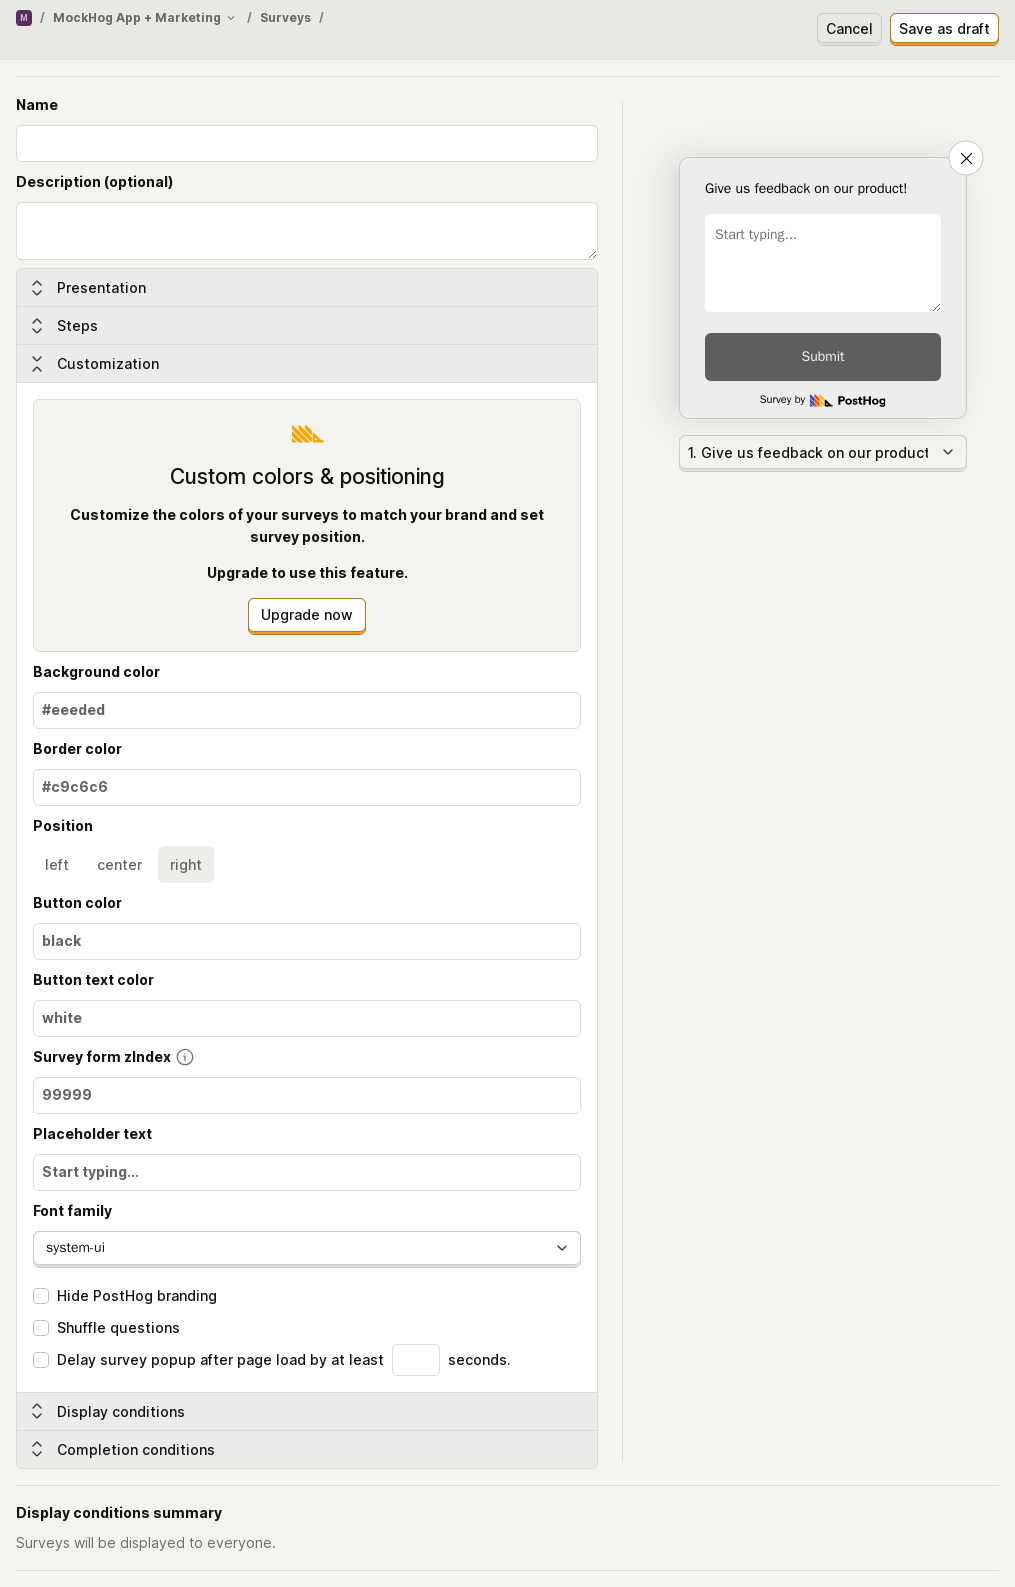 M / MockHog App + Marketing / Surveys /
Cancel
Save as draft
Name
Description (optional)
Presentation
Steps
Customization
Custom colors & positioning
Customize the colors of your surveys to match your brand and set
survey position.
Upgrade to use this feature.
Upgrade now
Background color
#eeeded
Border color
#c9c6c6
Position
left center right
Button color
black
Button text color
white
Survey form zIndex
99999
Placeholder text
Start typing...
Font family
system-ui
Hide PostHog branding
Shuffle questions
Delay survey popup after page load by at least seconds.
Display conditions
Completion conditions
Give us feedback on our product!
Start typing...
Submit
Survey by PostHog
1. Give us feedback on our product
Display conditions summary
Surveys will be displayed to everyone.